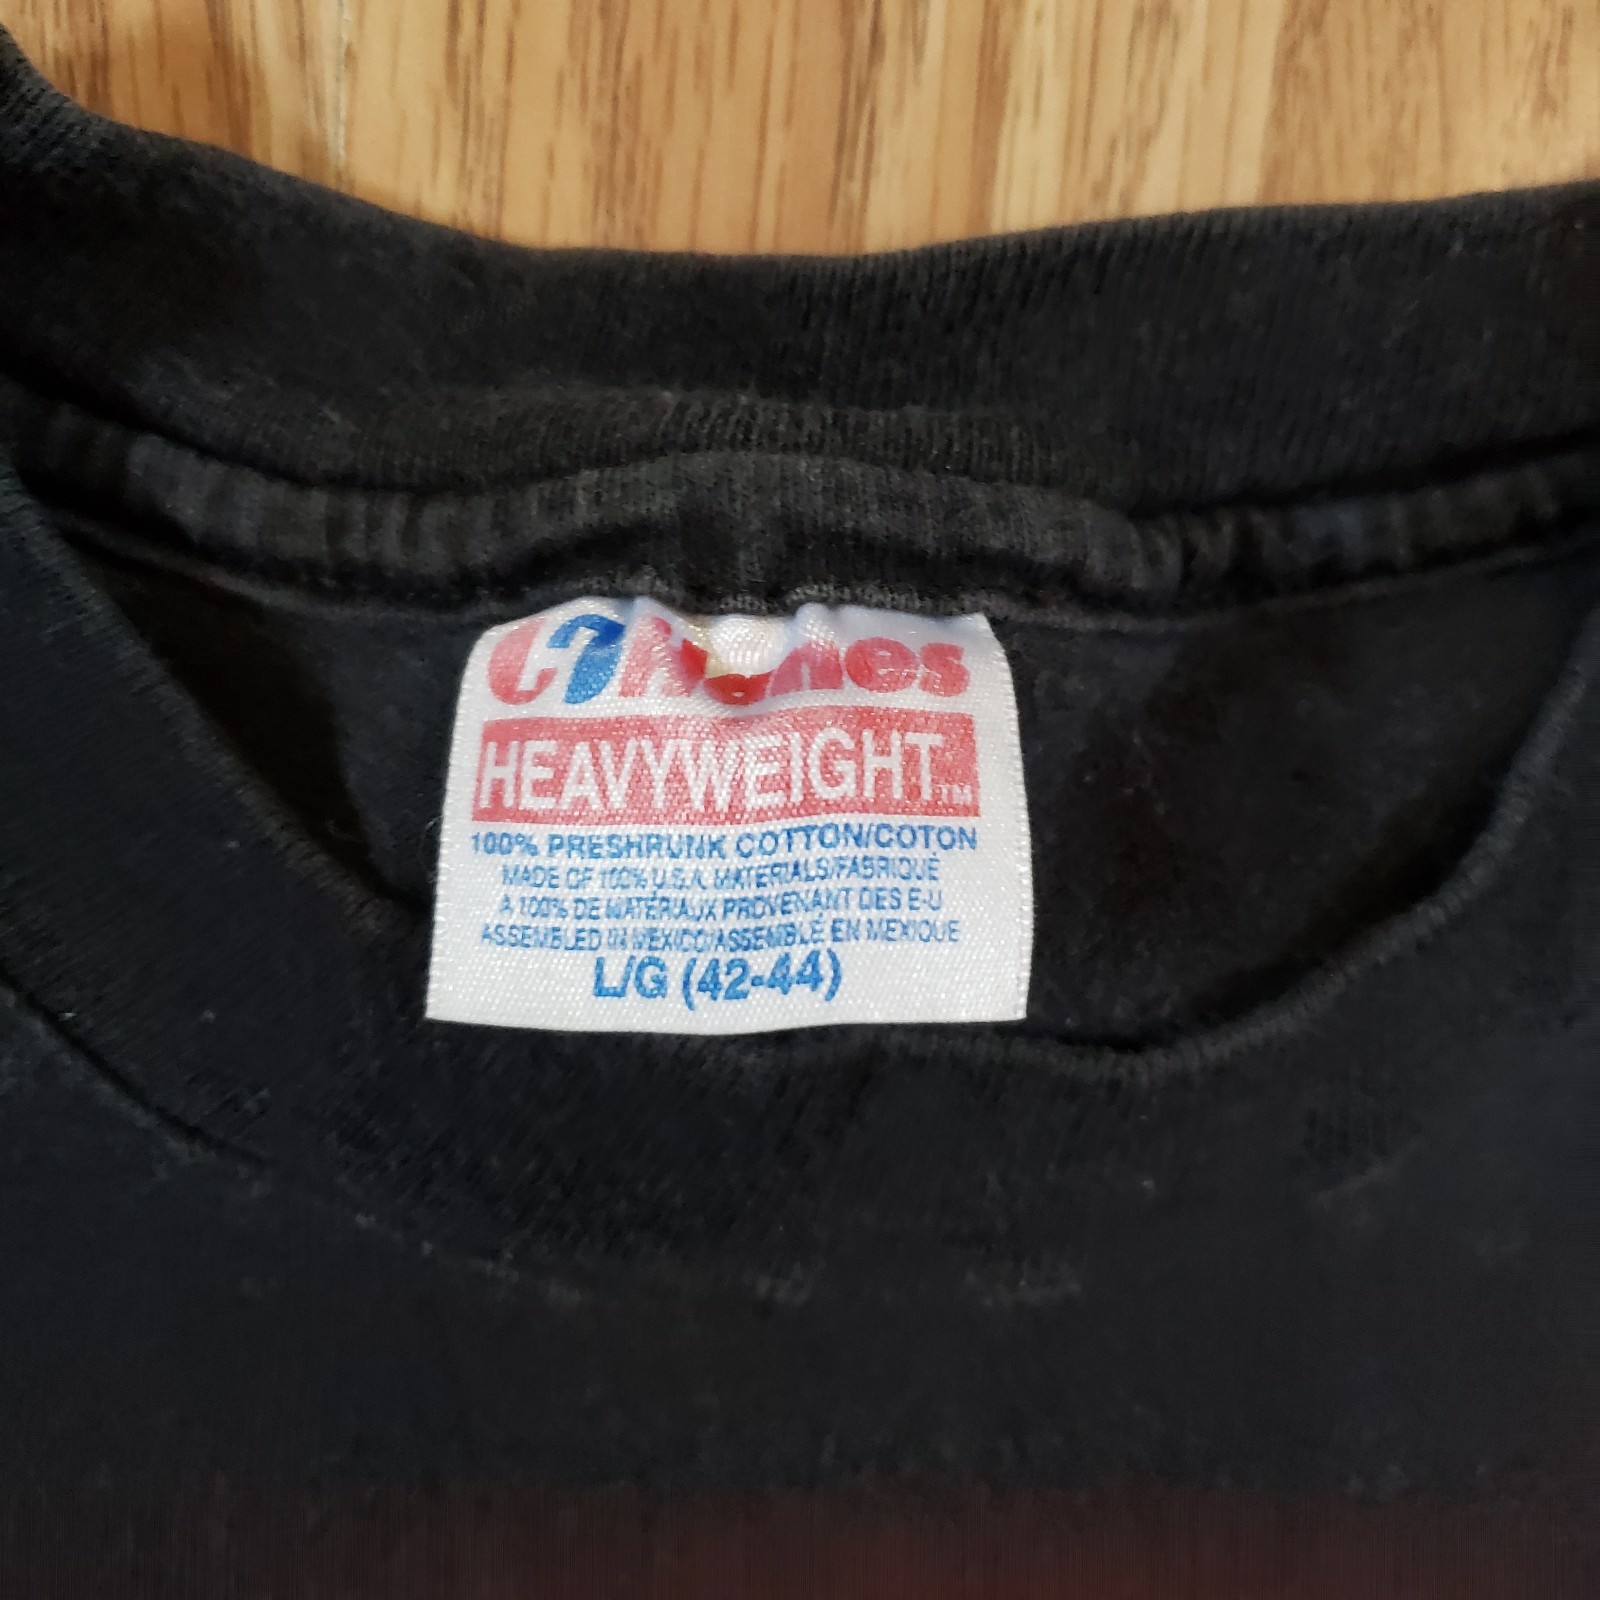 Hanes
HEAVYWEIGHT™
100% PRESHRUNK COTTON/COTON
MADE OF 100% U.S.A. MATERIALS/FABRIQUÉ
À 100% DE MATÉRIAUX PROVENANT DES E-U
ASSEMBLED IN MEXICO/ASSEMBLÉ EN MEXIQUE
L/G (42-44)